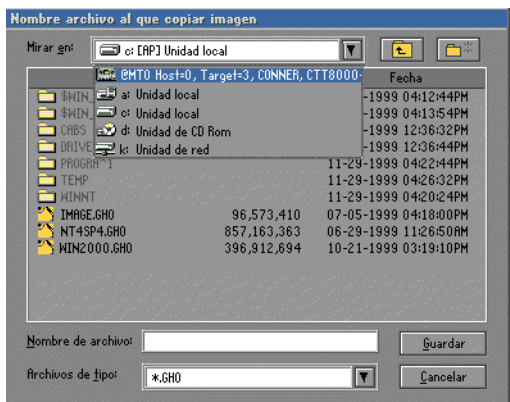 Nombre archivo al que copiar imagen
Mirar en: c: [AP] Unidad local
@MT0 Host=0, Target=3, CONNER, CTT8000-
Fecha
a: Unidad local
c: Unidad local
d: Unidad de CD Rom
k: Unidad de red
$WIN_ -1999 04:12:44PM
$WIN_ -1999 04:13:54PM
CABS -1999 12:36:32PM
DRIVE -1999 12:36:44PM
PROGRA~1 11-29-1999 04:22:44PM
TEMP 11-29-1999 04:26:32PM
WINNT 11-29-1999 04:20:24PM
IMAGE.GHO 96,573,410 07-05-1999 04:18:00PM
NT4SP4.GHO 857,163,363 06-29-1999 11:26:50AM
WIN2000.GHO 396,912,694 10-21-1999 03:19:10PM
Nombre de archivo: Guardar
Archivos de tipo: *.GHO Cancelar